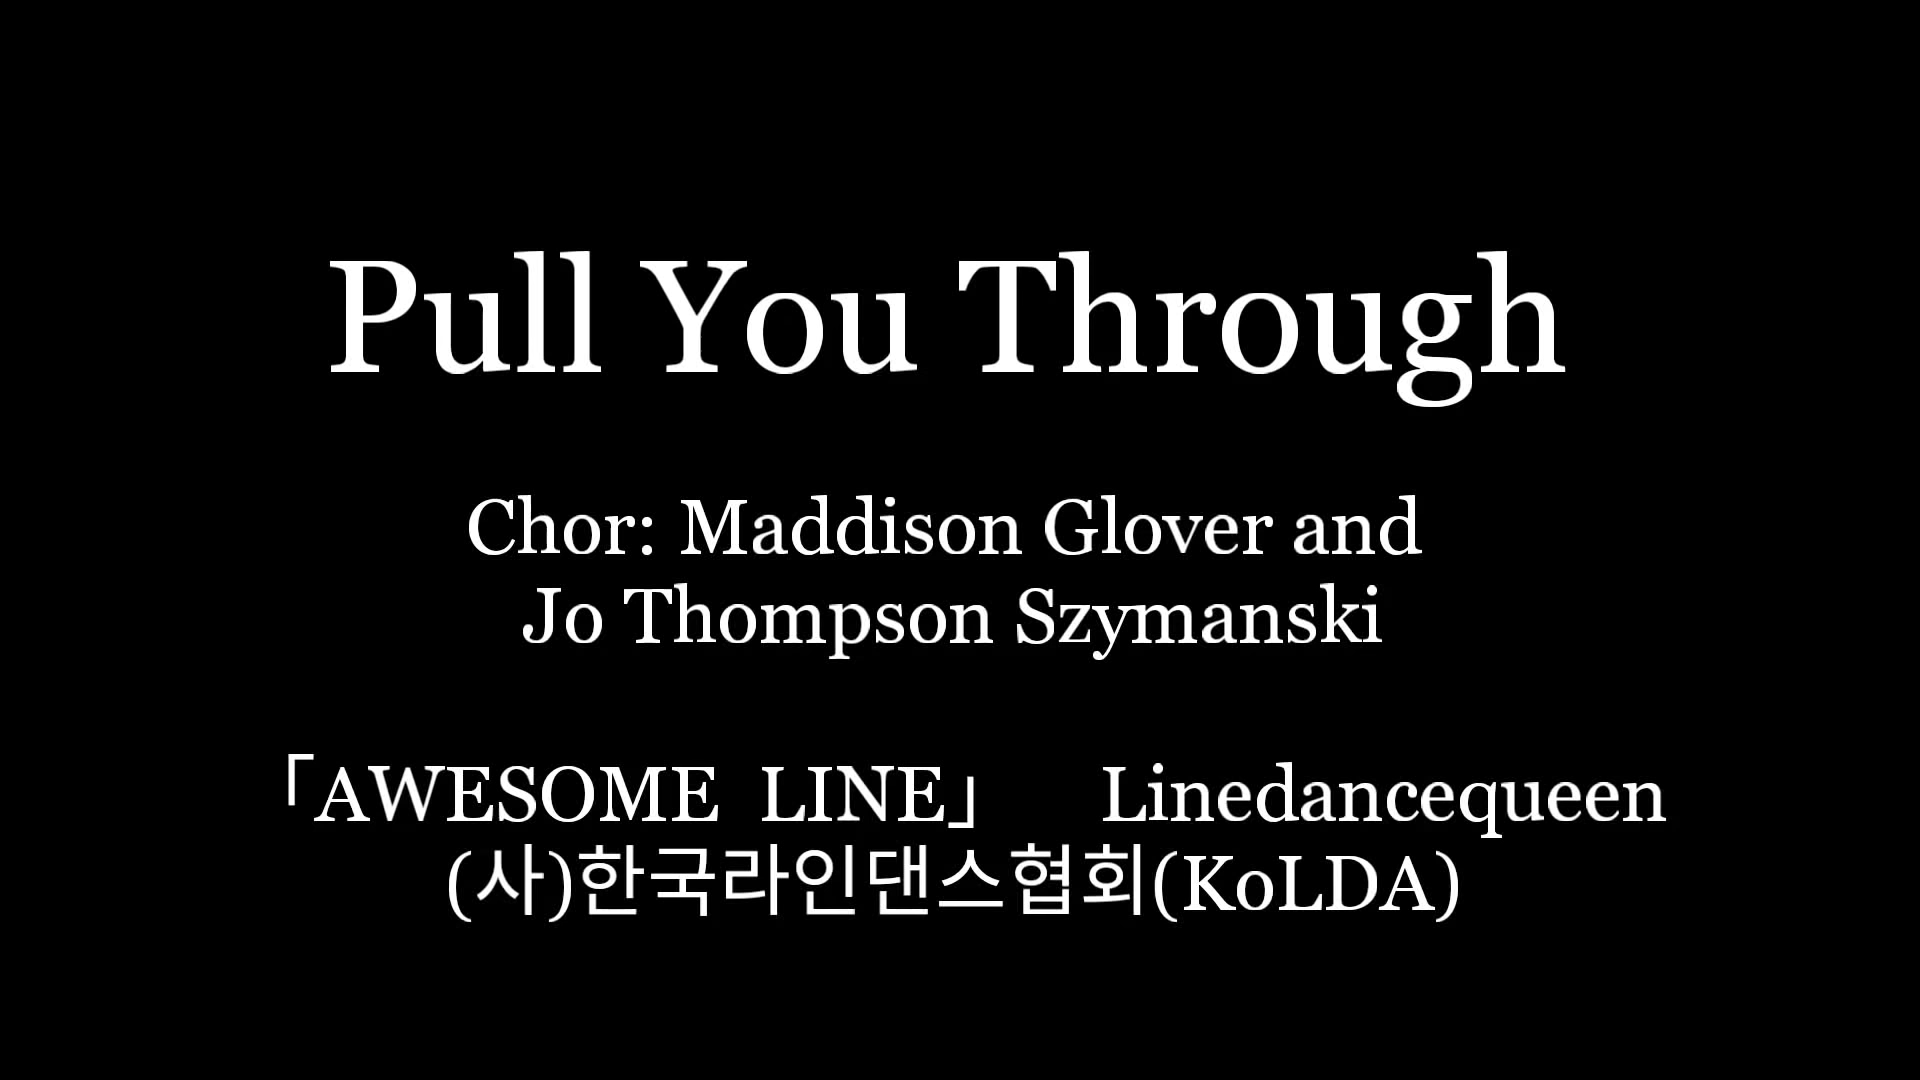 Pull You Through
Chor: Maddison Glover and
Jo Thompson Szymanski
「AWESOME LINE」 Linedancequeen
(사)한국라인댄스협회(KoLDA)